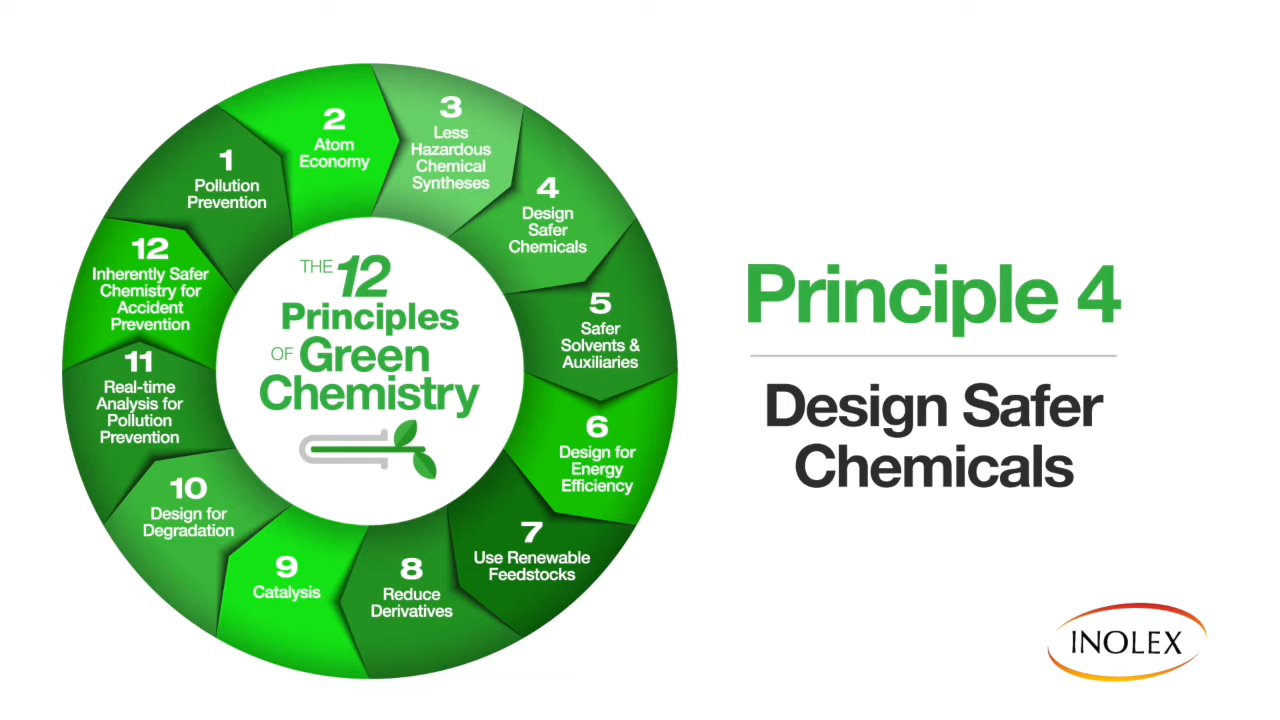 THE 12
Principles
OF Green
Chemistry
1
Pollution
Prevention
2
Atom
Economy
3
Less
Hazardous
Chemical
Syntheses
4
Design
Safer
Chemicals
5
Safer
Solvents &
Auxiliaries
6
Design for
Energy
Efficiency
7
Use Renewable
Feedstocks
8
Reduce
Derivatives
9
Catalysis
10
Design for
Degradation
11
Real-time
Analysis for
Pollution
Prevention
12
Inherently Safer
Chemistry for
Accident
Prevention
Principle 4
Design Safer
Chemicals
INOLEX